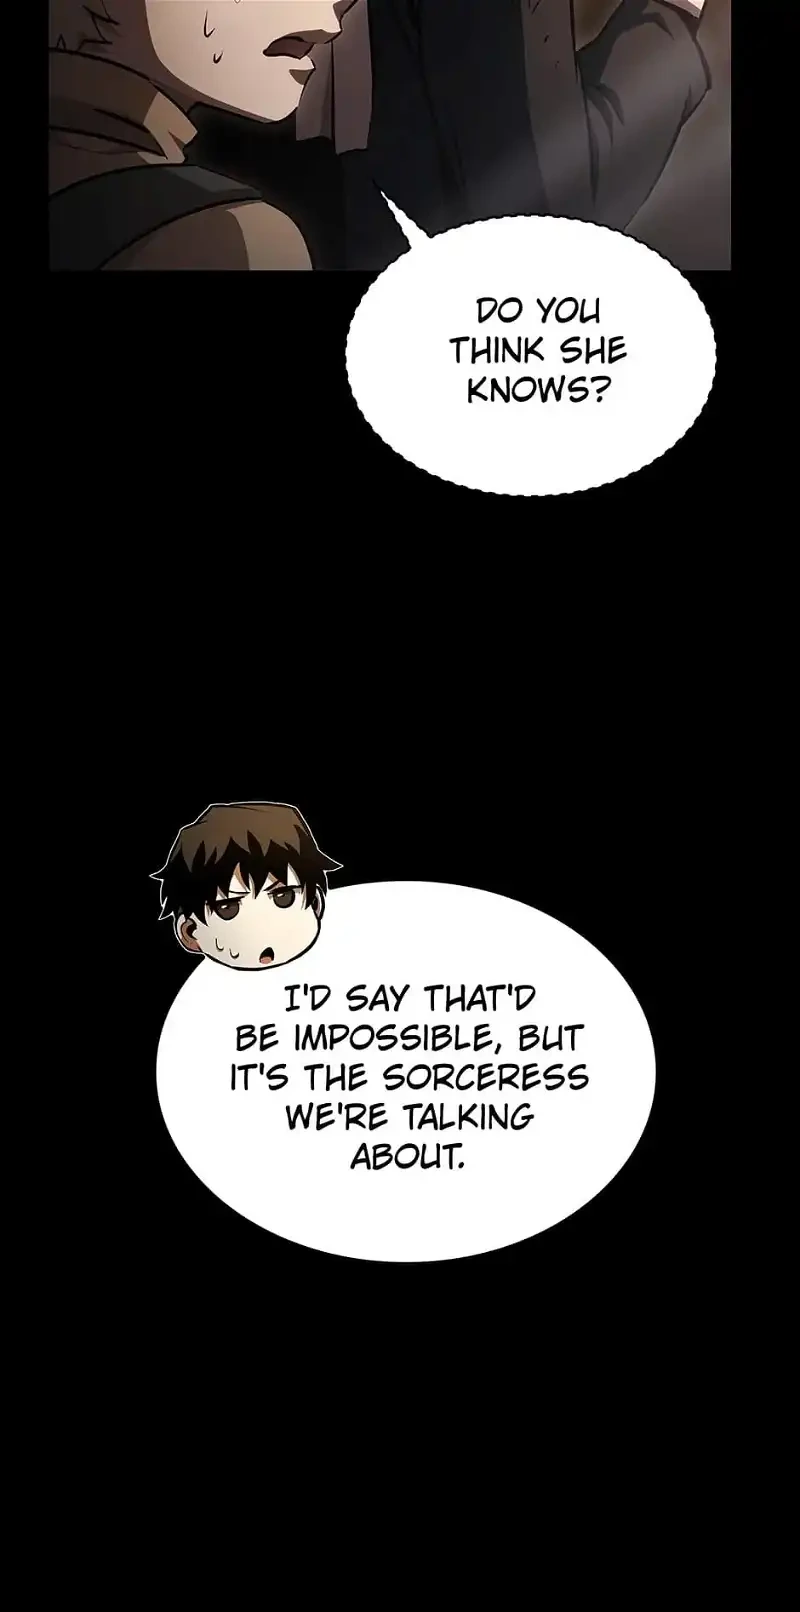 DO YOU
THINK SHE
KNOWS?
I'D SAY THAT'D
BE IMPOSSIBLE, BUT
IT'S THE SORCERESS
WE'RE TALKING
ABOUT.